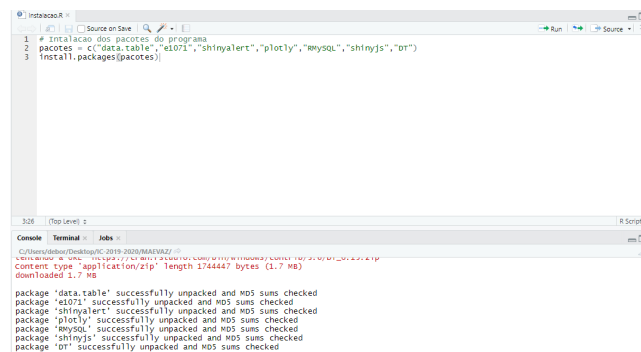 Instalacao.R
Source on Save
Run
Source
1 # Intalacao dos pacotes do programa
2 pacotes = c("data.table","e1071","shinyalert","plotly","RMySQL","shinyjs","DT")
3 install.packages(pacotes)
3:26 (Top Level)
R Script
Console Terminal Jobs
C:/Users/debor/Desktop/IC-2019-2020/MAEVAZ/
Content type 'application/zip' length 1744447 bytes (1.7 MB)
downloaded 1.7 MB
package 'data.table' successfully unpacked and MD5 sums checked
package 'e1071' successfully unpacked and MD5 sums checked
package 'shinyalert' successfully unpacked and MD5 sums checked
package 'plotly' successfully unpacked and MD5 sums checked
package 'RMySQL' successfully unpacked and MD5 sums checked
package 'shinyjs' successfully unpacked and MD5 sums checked
package 'DT' successfully unpacked and MD5 sums checked